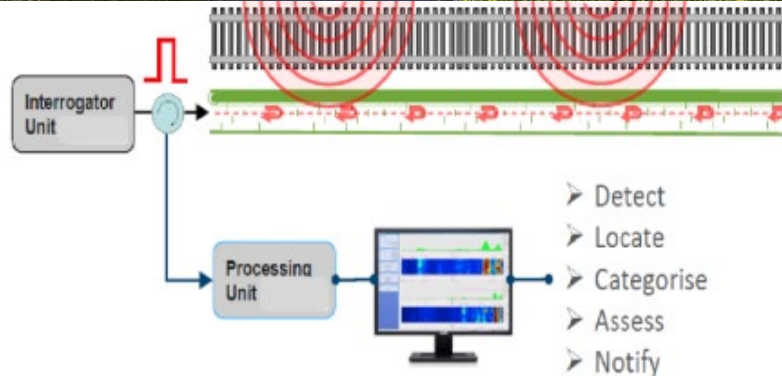 Interrogator
Unit
Processing
Unit
Detect
Locate
Categorise
Assess
Notify